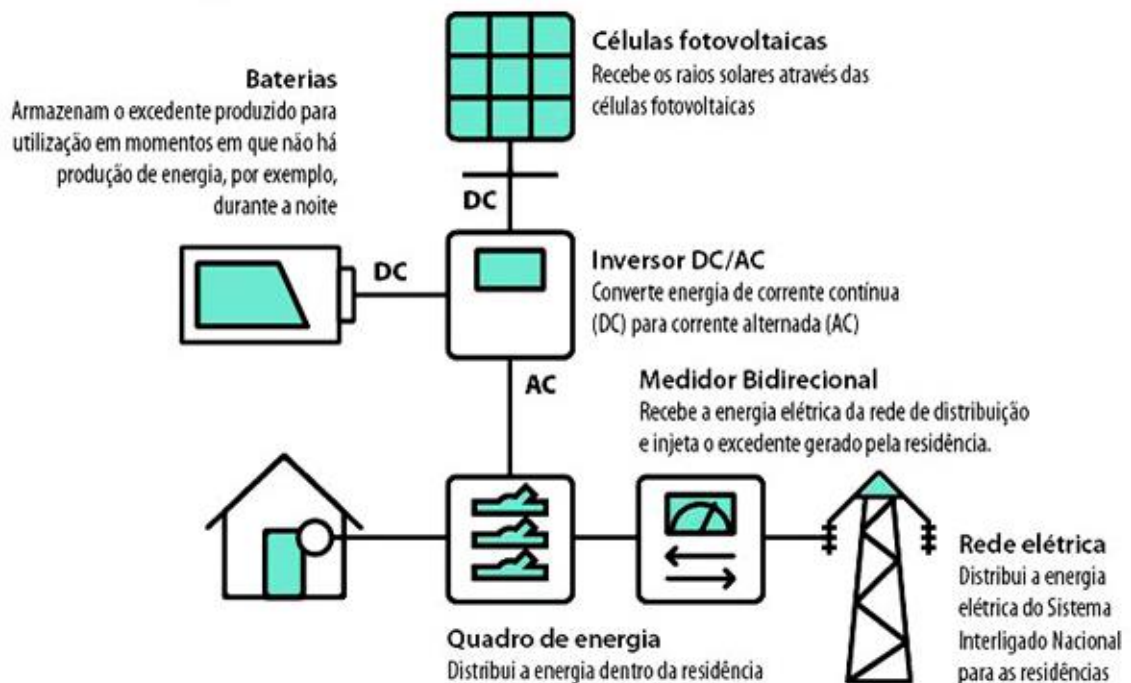 Células fotovoltaicas
Recebe os raios solares através das
células fotovoltaicas
Baterias
Armazenam o excedente produzido para
utilização em momentos em que não há
produção de energia, por exemplo,
durante a noite
DC
DC
Inversor DC/AC
Converte energia de corrente contínua
(DC) para corrente alternada (AC)
AC
Medidor Bidirecional
Recebe a energia elétrica da rede de distribuição
e injeta o excedente gerado pela residência.
Rede elétrica
Distribui a energia
elétrica do Sistema
Interligado Nacional
para as residências
Quadro de energia
Distribui a energia dentro da residência